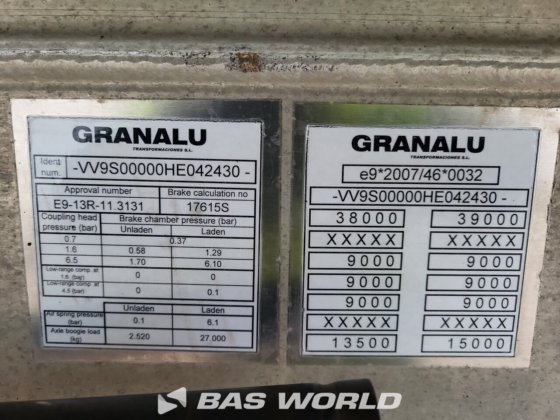 GRANALU
TRANSFORMACIONES S.L.
Ident num. -VV9S00000HE042430 -
Approval number Brake calculation no
E9-13R-11.3131 17615S
Coupling head pressure (bar) Brake chamber pressure (bar)
Unladen Laden
0.7 0.37
1.6 0.58 1.29
6.5 1.70 6.10
Low-range comp. at 1.6 (bar) 0 0
Low-range comp. at 4.5 (bar) 0 0.1
Unladen Laden
Air spring pressure (bar) 0.1 6.1
Axle boogie load (kg) 2.520 27.000
GRANALU
TRANSFORMACIONES S.L.
e9*2007/46*0032
-VV9S00000HE042430 -
38000 39000
XXXXX XXXXX
9000 9000
9000 9000
9000 9000
XXXXX XXXXX
13500 15000
BAS WORLD